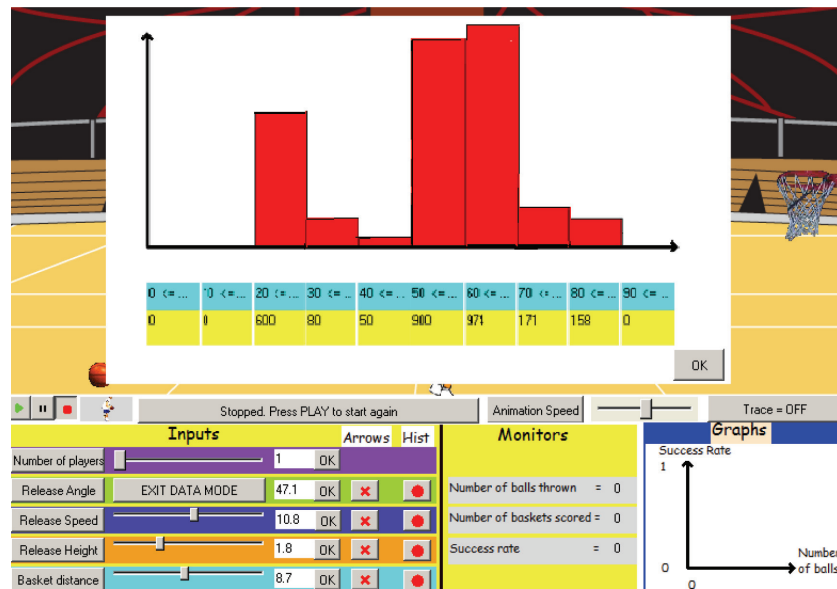 0 <= ... 10 <= ... 20 <= ... 30 <= ... 40 <= ... 50 <= ... 60 <= ... 70 <= ... 80 <= ... 90 <= ...
0 0 600 80 50 900 971 171 158 0
OK
Stopped. Press PLAY to start again Animation Speed Trace = OFF
Inputs Arrows Hist Monitors Graphs
Number of players 1 OK
Release Angle EXIT DATA MODE 47.1 OK
Release Speed 10.8 OK
Release Height 1.8 OK
Basket distance 8.7 OK
Number of balls thrown = 0
Number of baskets scored = 0
Success rate = 0
Success Rate
1
0
0
Number
of balls